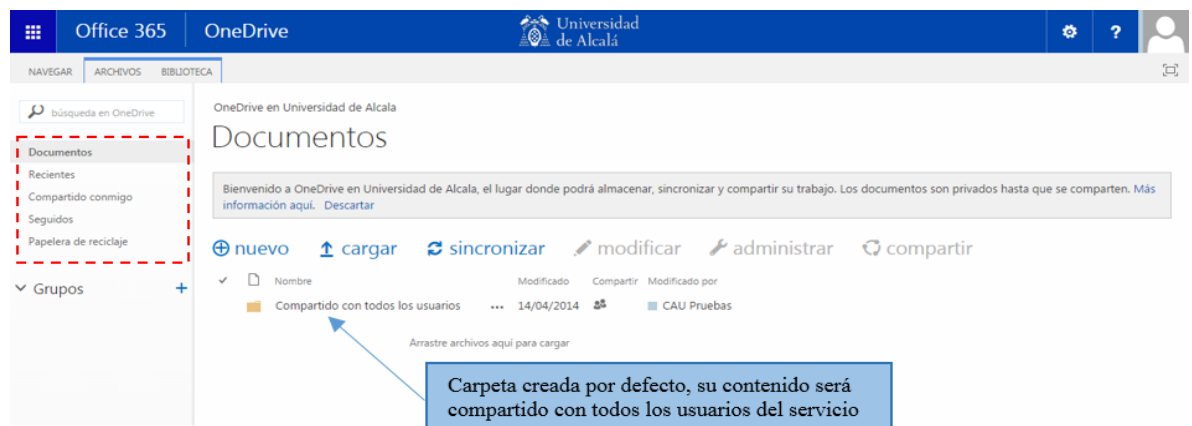 Office 365 OneDrive Universidad
de Alcalá ?
NAVEGAR ARCHIVOS BIBLIOTECA
búsqueda en OneDrive
Documentos
Recientes
Compartido conmigo
Seguidos
Papelera de reciclaje
Grupos +
OneDrive en Universidad de Alcala
Documentos
Bienvenido a OneDrive en Universidad de Alcala, el lugar donde podrá almacenar, sincronizar y compartir su trabajo. Los documentos son privados hasta que se comparten. Más
información aquí. Descartar
nuevo cargar sincronizar modificar administrar compartir
Nombre Modificado Compartir Modificado por
Compartido con todos los usuarios ... 14/04/2014 CAU Pruebas
Arrastre archivos aquí para cargar
Carpeta creada por defecto, su contenido será
compartido con todos los usuarios del servicio